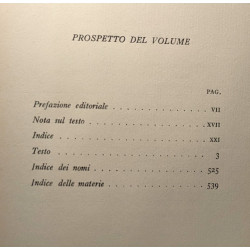 PROSPETTO DEL VOLUME
PAG.
Prefazione editoriale . . . . . . . . . . . VII
Nota sul testo . . . . . . . . . . . . . XVII
Indice . . . . . . . . . . . . . . . . XXI
Testo . . . . . . . . . . . . . . . . 3
Indice dei nomi . . . . . . . . . . . . . 525
Indice delle materie . . . . . . . . . . . 539